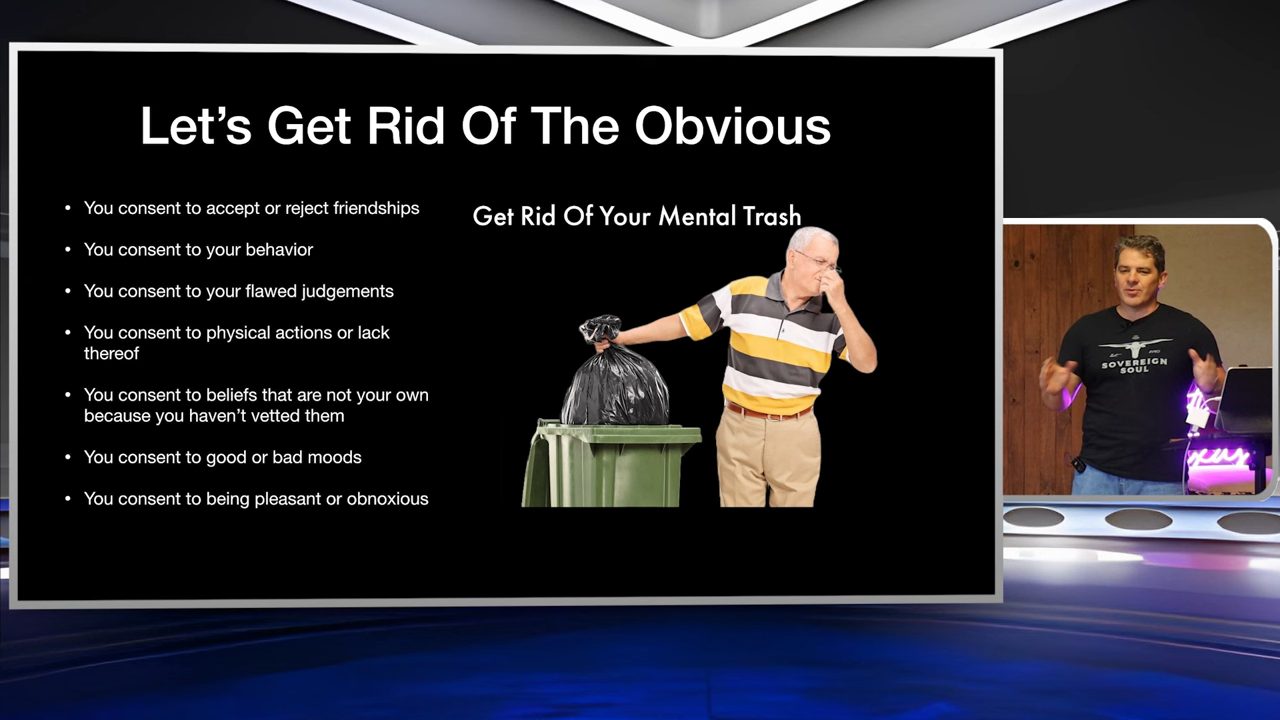 Let’s Get Rid Of The Obvious
• You consent to accept or reject friendships
• You consent to your behavior
• You consent to your flawed judgements
• You consent to physical actions or lack
thereof
• You consent to beliefs that are not your own
because you haven’t vetted them
• You consent to good or bad moods
• You consent to being pleasant or obnoxious
Get Rid Of Your Mental Trash
SOVEREIGN
SOUL